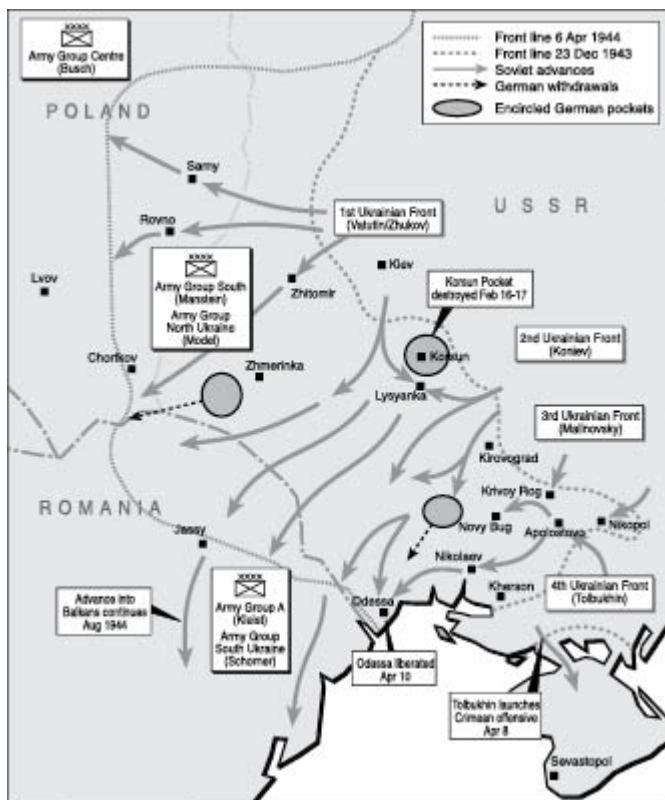 XXXX
Army Group Centre
(Busch)
Front line 6 Apr 1944
Front line 23 Dec 1943
Soviet advances
German withdrawals
Encircled German pockets
POLAND
USSR
Sarny
Rovno
1st Ukrainian Front
(Vatutin/Zhukov)
Lvov
XXXX
Army Group South
(Manstein)
Army Group
North Ukraine
(Model)
Zhitomir
Kiev
Korsun Pocket
destroyed Feb 16-17
2nd Ukrainian Front
(Koniev)
Korsun
Chortkov
Zhmerinka
Lysyanka
3rd Ukrainian Front
(Malinovsky)
Kirovograd
ROMANIA
Krivoy Rog
Novy Bug
Apolostovo
Nikopol
Jassy
Nikolaev
Kherson
4th Ukrainian Front
(Tolbukhin)
Advance into
Balkans continues
Aug 1944
XXXX
Army Group A
(Kleist)
Army Group
South Ukraine
(Schorner)
Odessa
Odessa liberated
Apr 10
Tolbukhin launches
Crimean offensive
Apr 8
Sevastopol